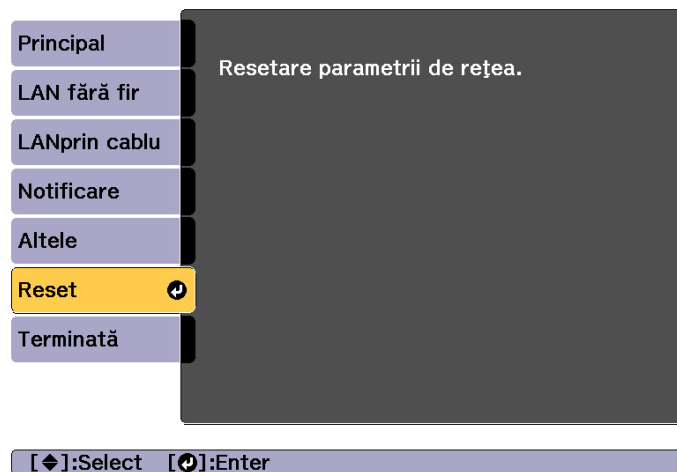 Principal
LAN fără fir
LANprin cablu
Notificare
Altele
Reset
Terminată
Resetare parametrii de reţea.
[◆]:Select [↵]:Enter